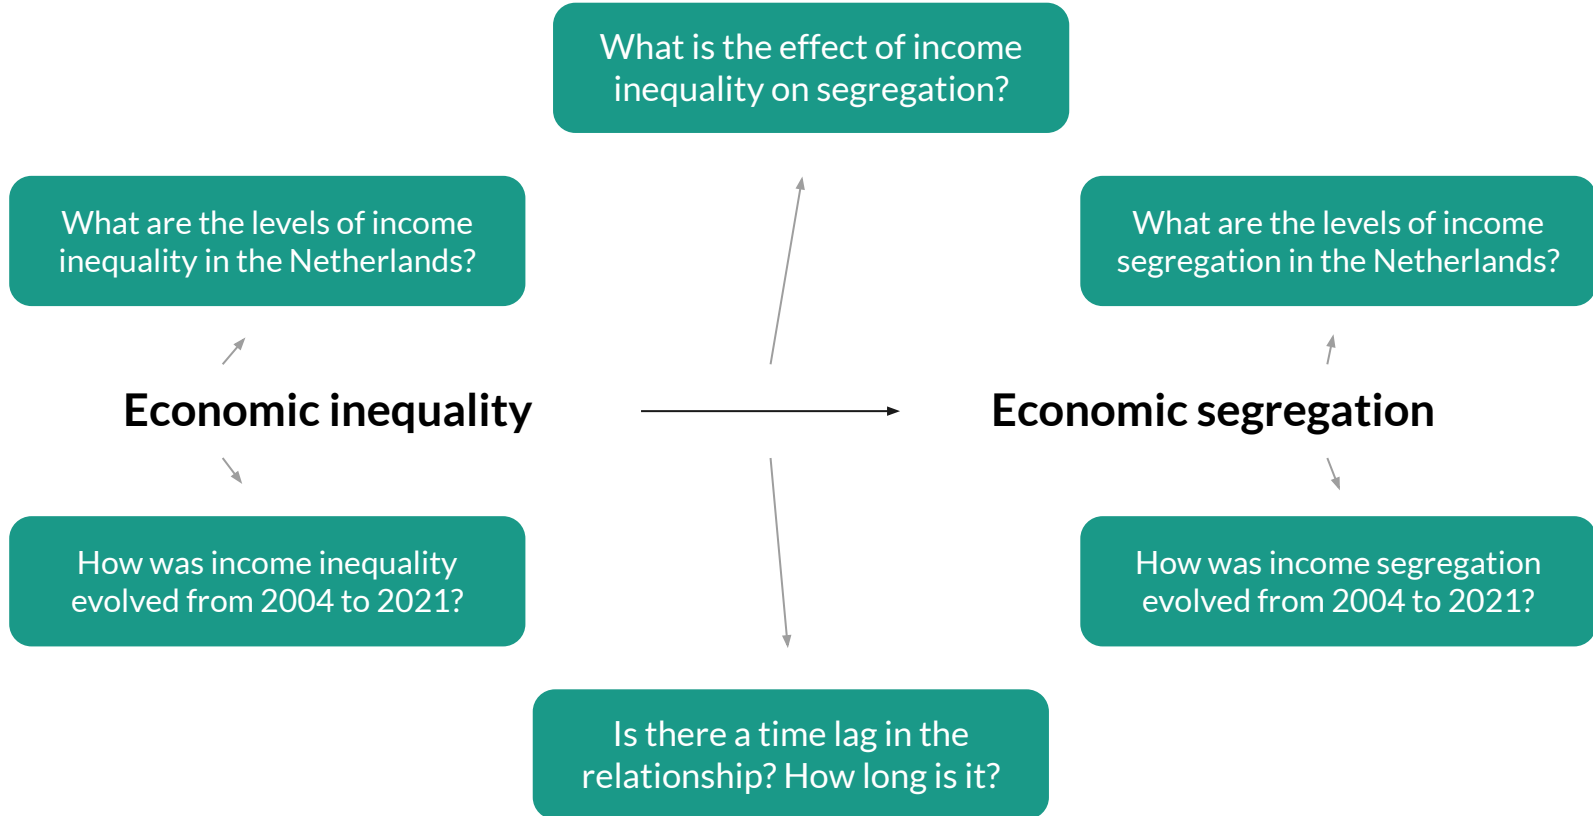 What is the effect of income
inequality on segregation?
What are the levels of income
inequality in the Netherlands?
What are the levels of income
segregation in the Netherlands?
Economic inequality
Economic segregation
How was income inequality
evolved from 2004 to 2021?
How was income segregation
evolved from 2004 to 2021?
Is there a time lag in the
relationship? How long is it?